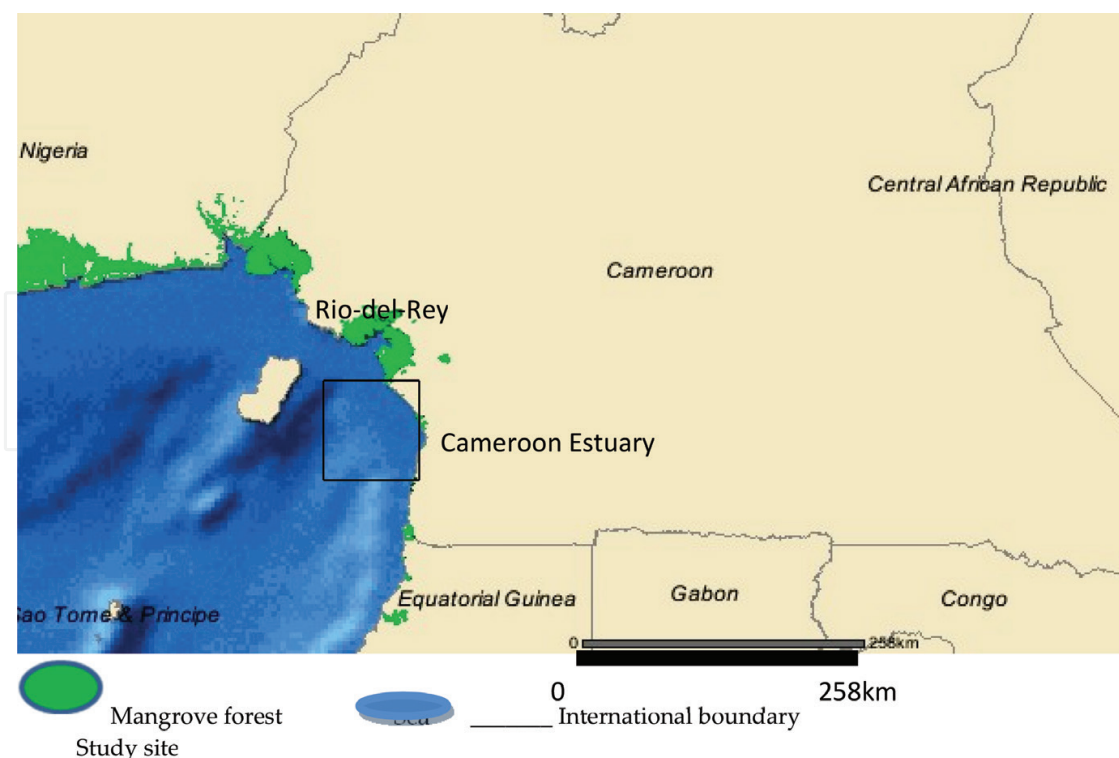 Nigeria
Central African Republic
Cameroon
Rio-del-Rey
Cameroon Estuary
Equatorial Guinea
Gabon
Congo
Sao Tome & Principe
0 258km
0 258km
Mangrove forest Sea International boundary
Study site